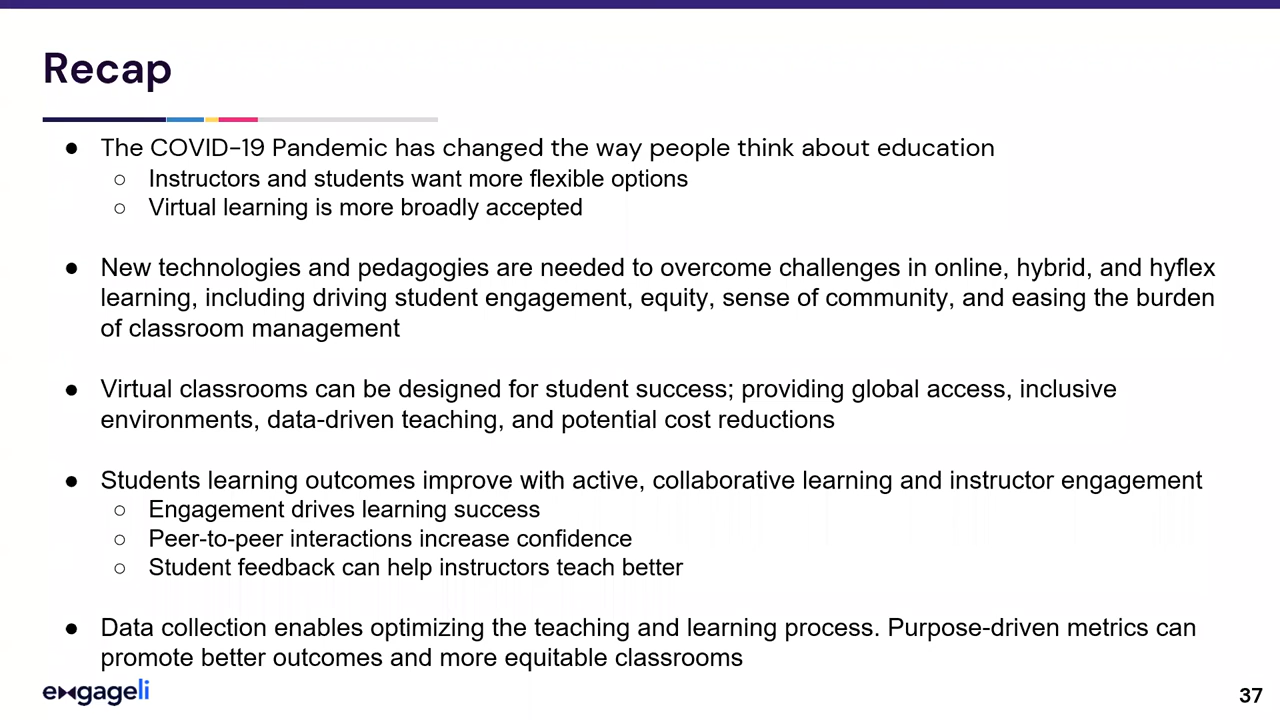 Recap
● The COVID-19 Pandemic has changed the way people think about education
○ Instructors and students want more flexible options
○ Virtual learning is more broadly accepted
● New technologies and pedagogies are needed to overcome challenges in online, hybrid, and hyflex
learning, including driving student engagement, equity, sense of community, and easing the burden
of classroom management
● Virtual classrooms can be designed for student success; providing global access, inclusive
environments, data-driven teaching, and potential cost reductions
● Students learning outcomes improve with active, collaborative learning and instructor engagement
○ Engagement drives learning success
○ Peer-to-peer interactions increase confidence
○ Student feedback can help instructors teach better
● Data collection enables optimizing the teaching and learning process. Purpose-driven metrics can
promote better outcomes and more equitable classrooms
engageli
37